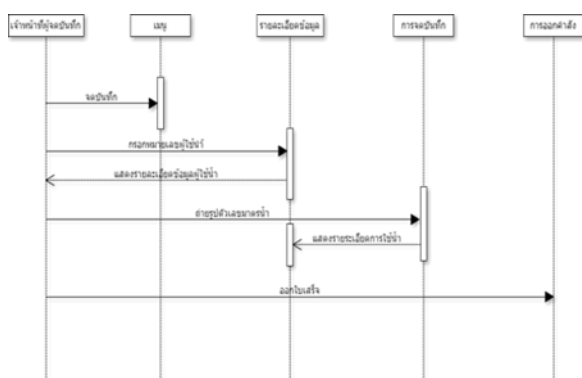 เจ้าหน้าที่ผู้จดบันทึก
เมนู
รายละเอียดข้อมูล
การจดบันทึก
การออกคำสั่ง
จดบันทึก
กรอกหมายเลขผู้ใช้น้ำ
แสดงรายละเอียดข้อมูลผู้ใช้น้ำ
ถ่ายรูปตัวเลขมาตรน้ำ
แสดงรายระเอียดการใช้น้ำ
ออกใบเสร็จ